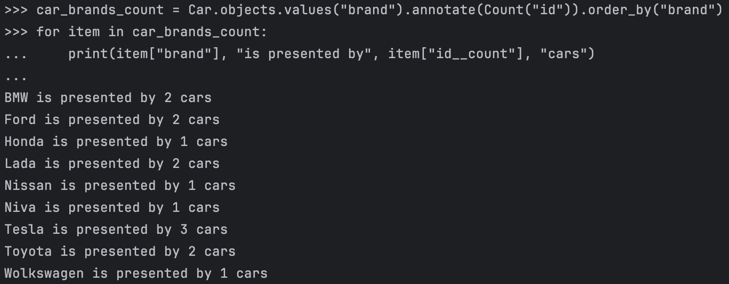 >>> car_brands_count = Car.objects.values("brand").annotate(Count("id")).order_by("brand")
>>> for item in car_brands_count:
...     print(item["brand"], "is presented by", item["id__count"], "cars")
...
BMW is presented by 2 cars
Ford is presented by 2 cars
Honda is presented by 1 cars
Lada is presented by 2 cars
Nissan is presented by 1 cars
Niva is presented by 1 cars
Tesla is presented by 3 cars
Toyota is presented by 2 cars
Wolkswagen is presented by 1 cars